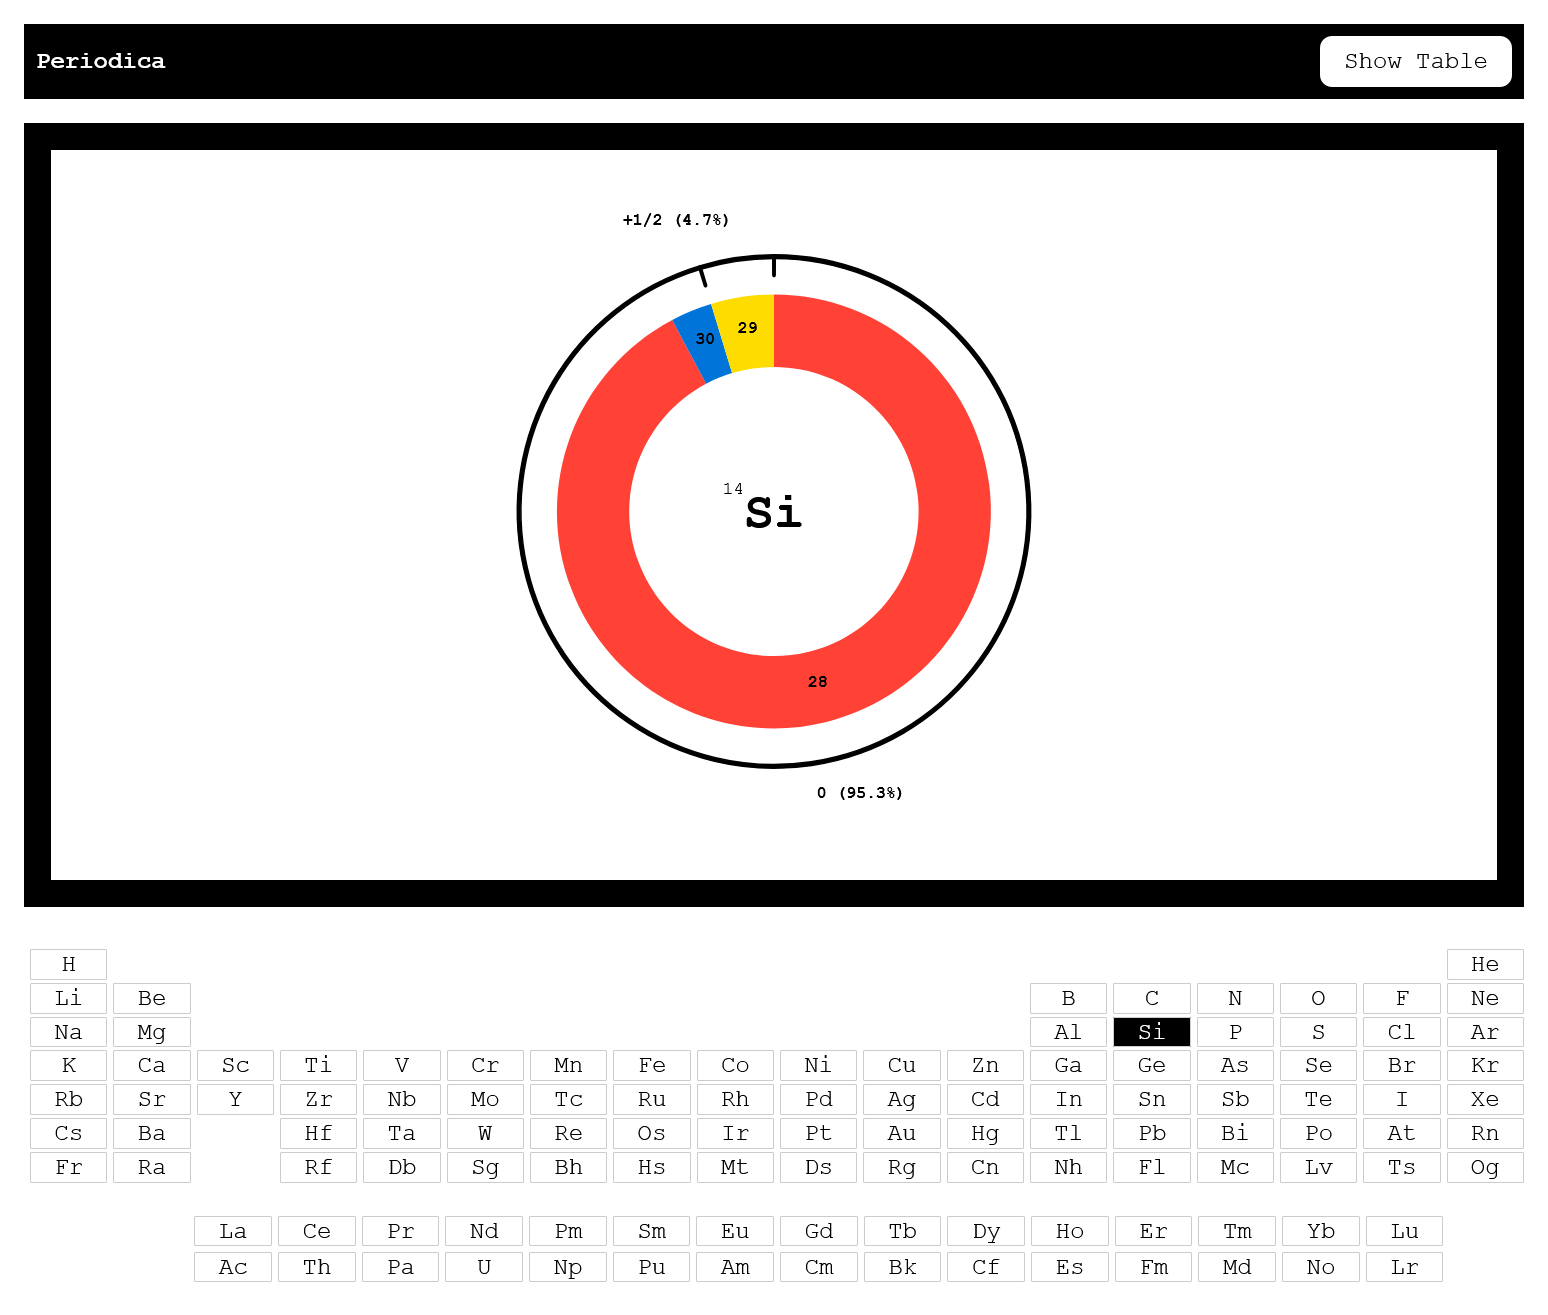 Periodica
Show Table
+1/2 (4.7%)
29
30
14
Si
28
0 (95.3%)
H He
Li Be B C N O F Ne
Na Mg Al Si P S Cl Ar
K Ca Sc Ti V Cr Mn Fe Co Ni Cu Zn Ga Ge As Se Br Kr
Rb Sr Y Zr Nb Mo Tc Ru Rh Pd Ag Cd In Sn Sb Te I Xe
Cs Ba Hf Ta W Re Os Ir Pt Au Hg Tl Pb Bi Po At Rn
Fr Ra Rf Db Sg Bh Hs Mt Ds Rg Cn Nh Fl Mc Lv Ts Og
La Ce Pr Nd Pm Sm Eu Gd Tb Dy Ho Er Tm Yb Lu
Ac Th Pa U Np Pu Am Cm Bk Cf Es Fm Md No Lr